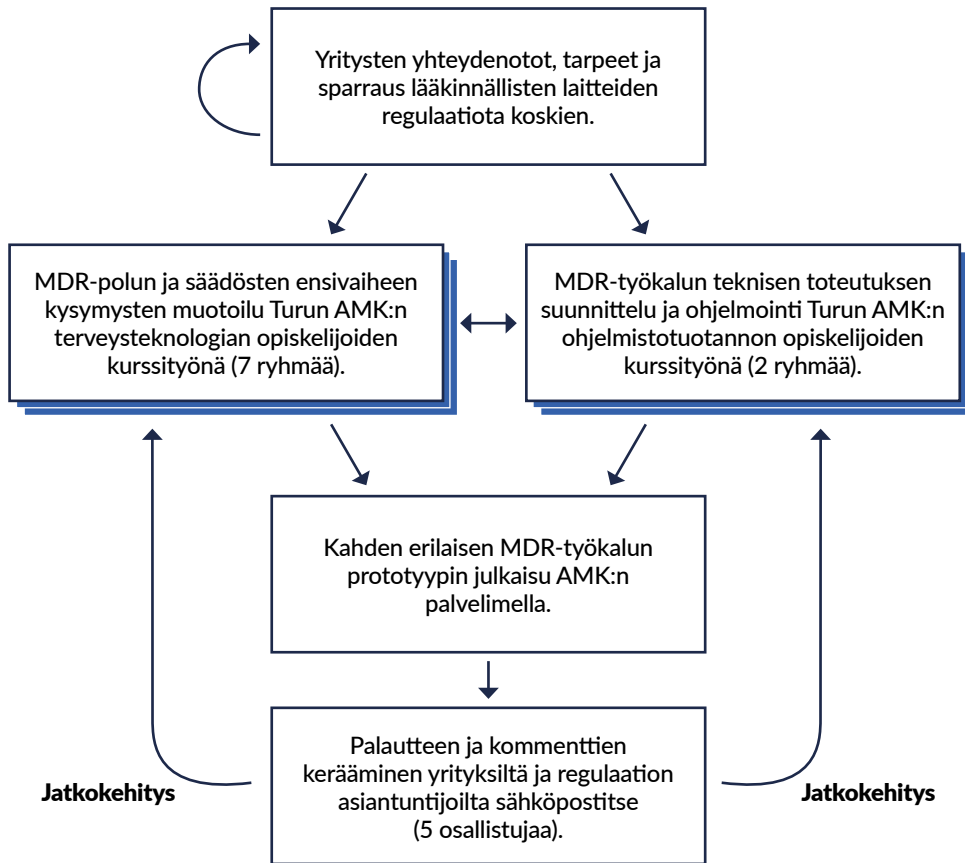 Yritysten yhteydenotot, tarpeet ja
sparraus lääkinnällisten laitteiden
regulaatiota koskien.
MDR-polun ja säädösten ensivaiheen
kysymysten muotoilu Turun AMK:n
terveysteknologian opiskelijoiden
kurssityönä (7 ryhmää).
MDR-työkalun teknisen toteutuksen
suunnittelu ja ohjelmointi Turun AMK:n
ohjelmistotuotannon opiskelijoiden
kurssityönä (2 ryhmää).
Kahden erilaisen MDR-työkalun
prototyypin julkaisu AMK:n
palvelimella.
Palautteen ja kommenttien
kerääminen yrityksiltä ja regulaation
asiantuntijoilta sähköpostitse
(5 osallistujaa).
Jatkokehitys
Jatkokehitys